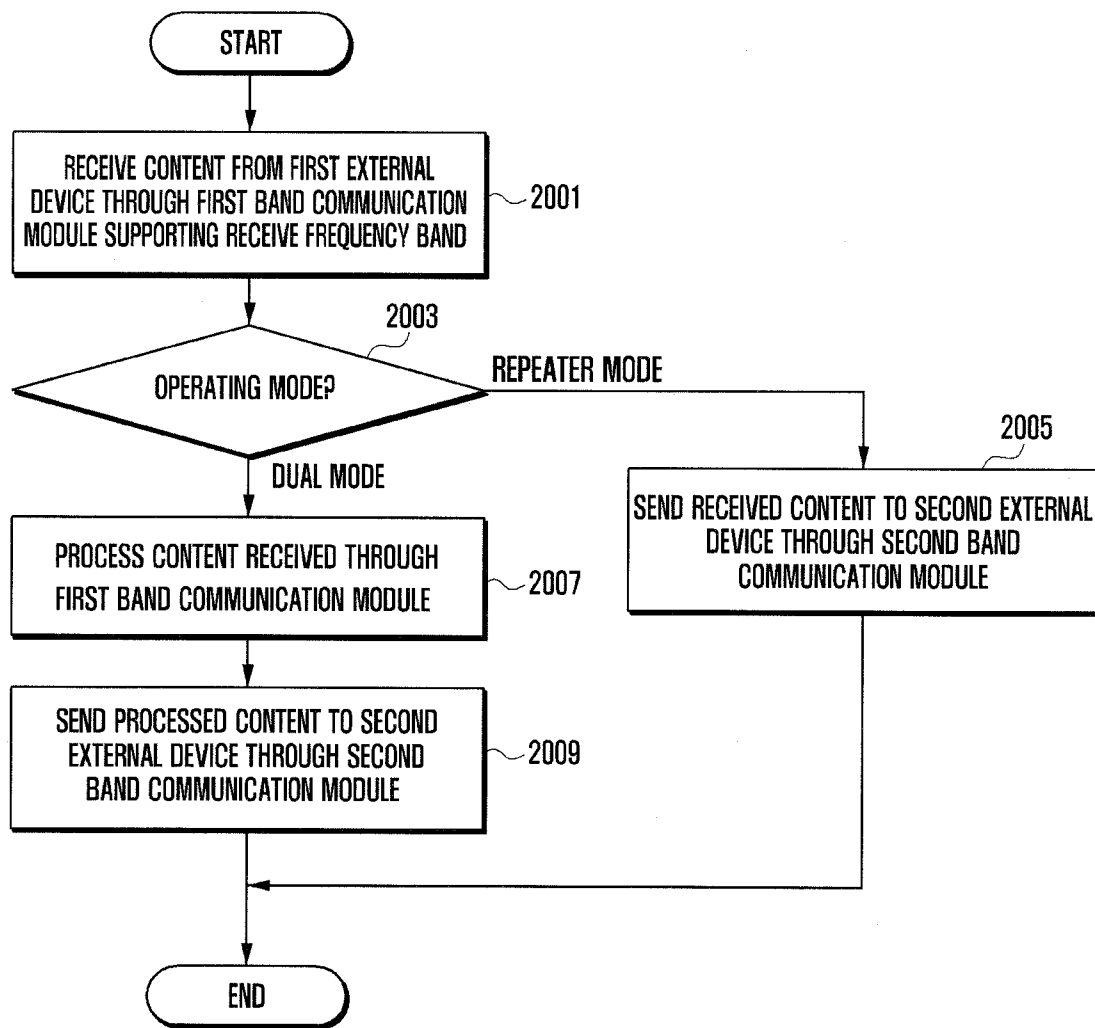 START
RECEIVE CONTENT FROM FIRST EXTERNAL
DEVICE THROUGH FIRST BAND COMMUNICATION
MODULE SUPPORTING RECEIVE FREQUENCY BAND
2001
2003
OPERATING MODE?
REPEATER MODE
DUAL MODE
2005
SEND RECEIVED CONTENT TO SECOND EXTERNAL
DEVICE THROUGH SECOND BAND
COMMUNICATION MODULE
PROCESS CONTENT RECEIVED THROUGH
FIRST BAND COMMUNICATION MODULE
2007
SEND PROCESSED CONTENT TO SECOND
EXTERNAL DEVICE THROUGH SECOND
BAND COMMUNICATION MODULE
2009
END